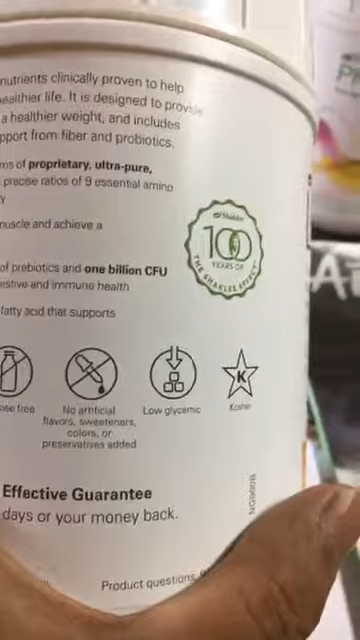 nutrients clinically proven to help
healthier life. It is designed to provide
a healthier weight, and includes
pport from fiber and probiotics.
ms of proprietary, ultra-pure,
precise ratios of 9 essential amino
y
muscle and achieve a
of prebiotics and one billion CFU
estive and immune health
fatty acid that supports
Shaklee
100
YEARS OF
THE SHAKLEE EFFECT
K
ose free
No artificial
flavors, sweeteners,
colors, or
preservatives added
Low glycemic
Kosher
Effective Guarantee
days or your money back.
Product questions,